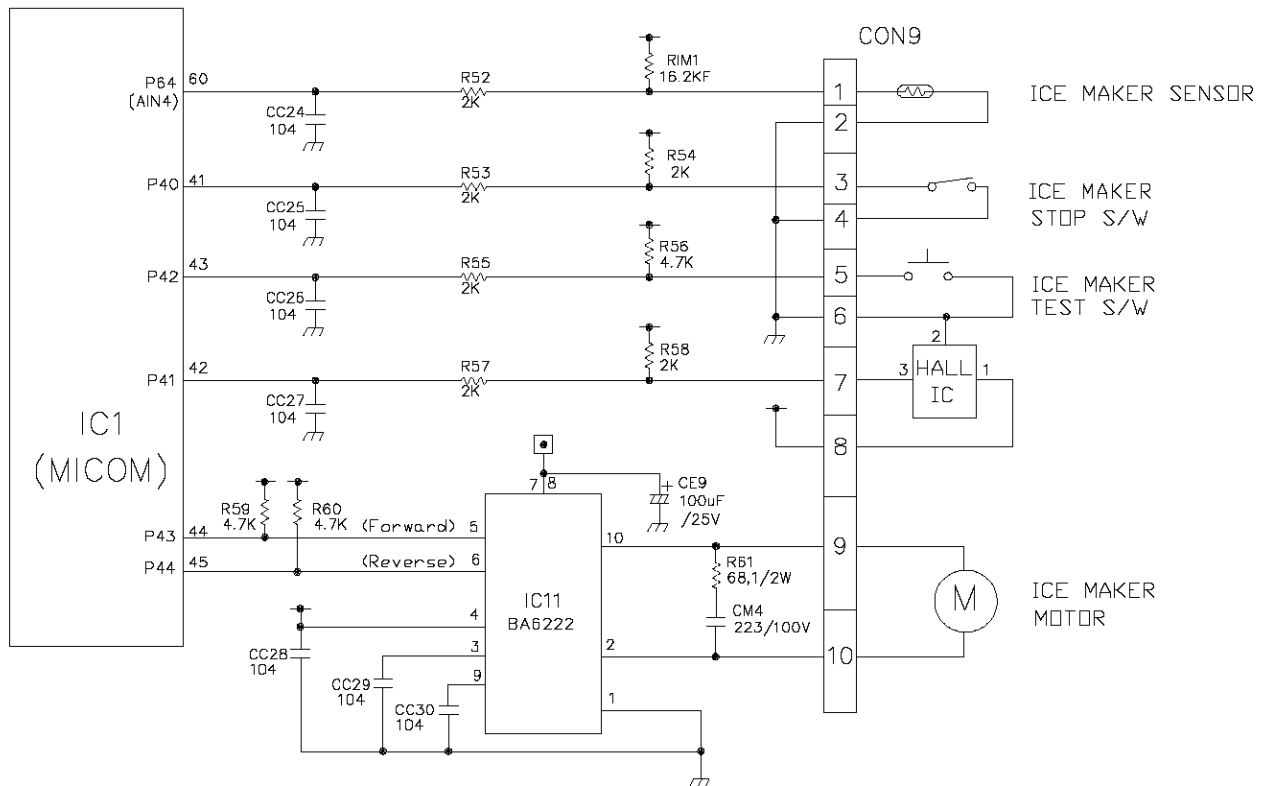 CON9
P64 60
(AIN4)
CC24
104
R52
2K
RIM1
16.2KF
1
ICE MAKER SENSOR
2
P40 41
CC25
104
R53
2K
R54
2K
3
4
ICE MAKER
STOP S/W
P42 43
CC26
104
R55
2K
R56
4.7K
5
6
ICE MAKER
TEST S/W
P41 42
CC27
104
R57
2K
R58
2K
7
8
2
3 HALL 1
IC
IC1
(MICOM)
R59
4.7K
R60
4.7K
P43 44
(Forward) 5
P44 45
(Reverse) 6
7 8
CE9
+
100uF
/25V
IC11
BA6222
4
3
9
10
2
1
CC28
104
CC29
104
CC30
104
R61
68,1/2W
CM4
223/100V
9
10
M
ICE MAKER
MOTOR